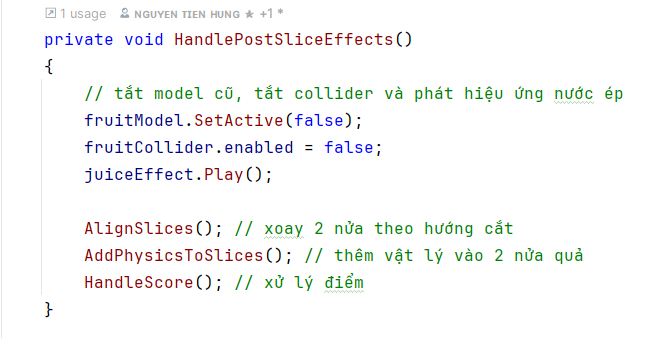 1 usage NGUYEN TIEN HUNG ★ +1 *
private void HandlePostSliceEffects()
{
// tắt model cũ, tắt collider và phát hiệu ứng nước ép
fruitModel.SetActive(false);
fruitCollider.enabled = false;
juiceEffect.Play();
AlignSlices(); // xoay 2 nửa theo hướng cắt
AddPhysicsToSlices(); // thêm vật lý vào 2 nửa quả
HandleScore(); // xử lý điểm
}